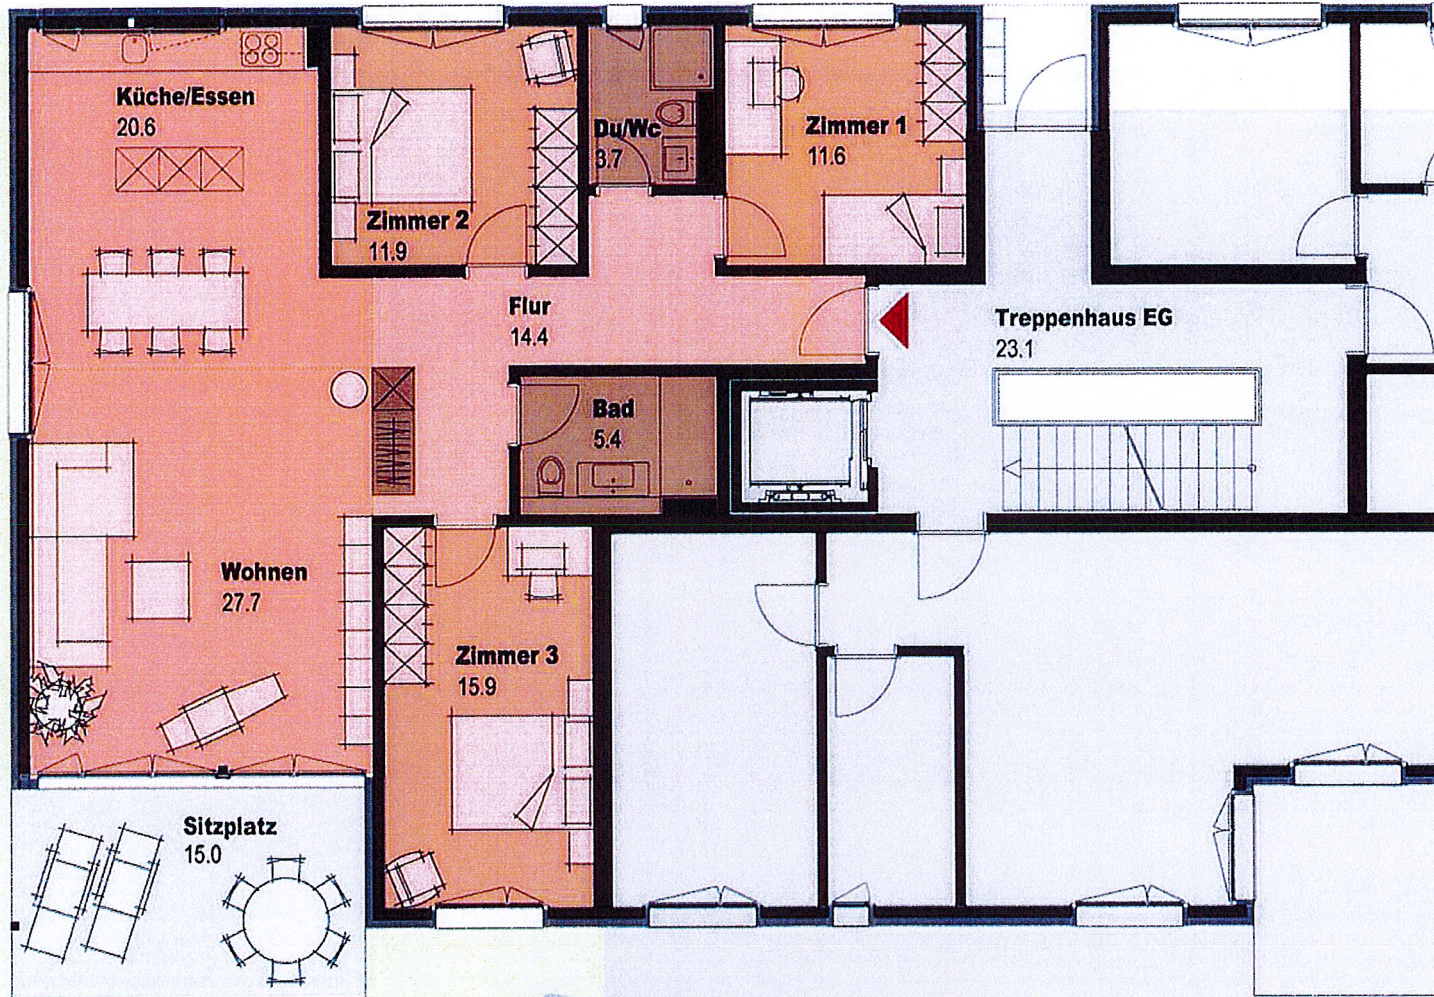 Küche/Essen
20.6
Zimmer 2
11.9
Du/Wc
3.7
Zimmer 1
11.6
Flur
14.4
Treppenhaus EG
23.1
Bad
5.4
Wohnen
27.7
Zimmer 3
15.9
Sitzplatz
15.0